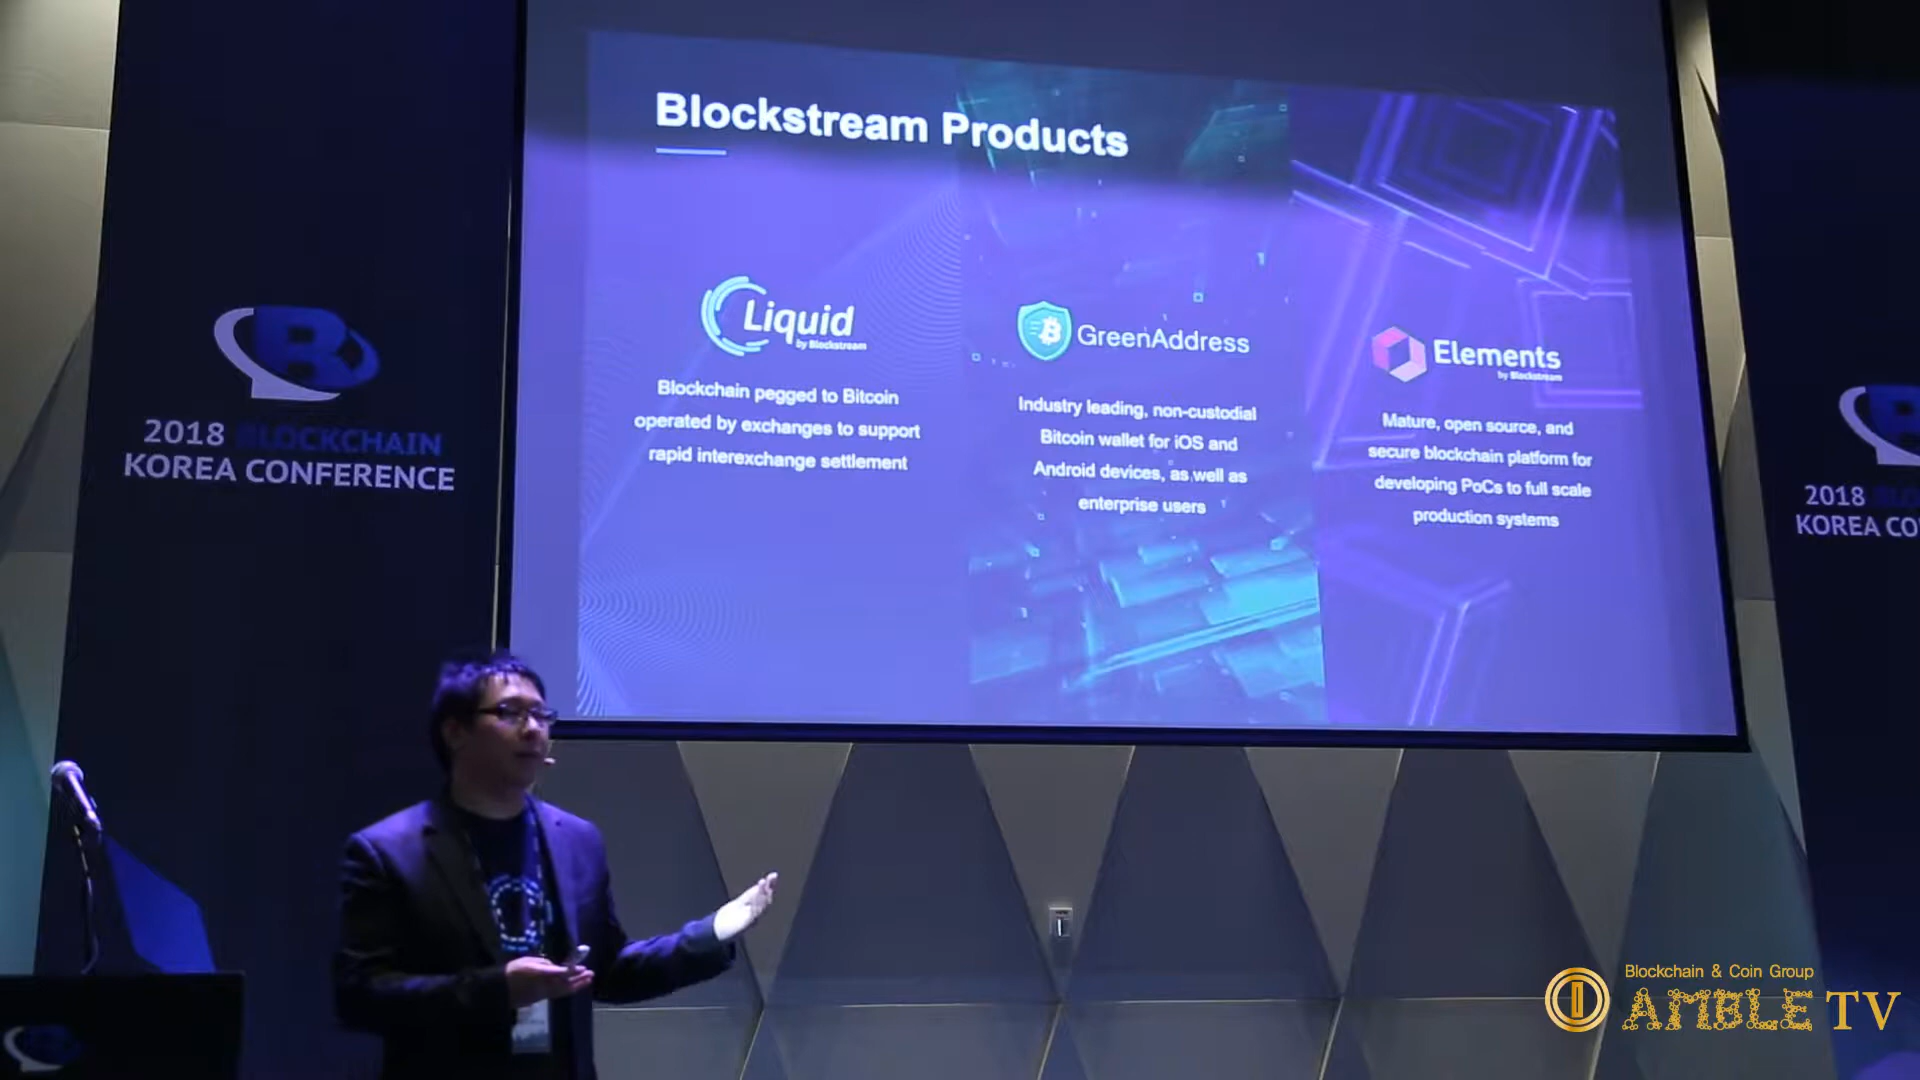 Blockstream Products
Liquid
by Blockstream
Blockchain pegged to Bitcoin
operated by exchanges to support
rapid interexchange settlement
GreenAddress
Industry leading, non-custodial
Bitcoin wallet for iOS and
Android devices, as well as
enterprise users
Elements
by Blockstream
Mature, open source, and
secure blockchain platform for
developing PoCs to full scale
production systems
2018 BLOCKCHAIN
KOREA CONFERENCE
2018 BLOC
KOREA CO
Blockchain & Coin Group
AMBLE TV